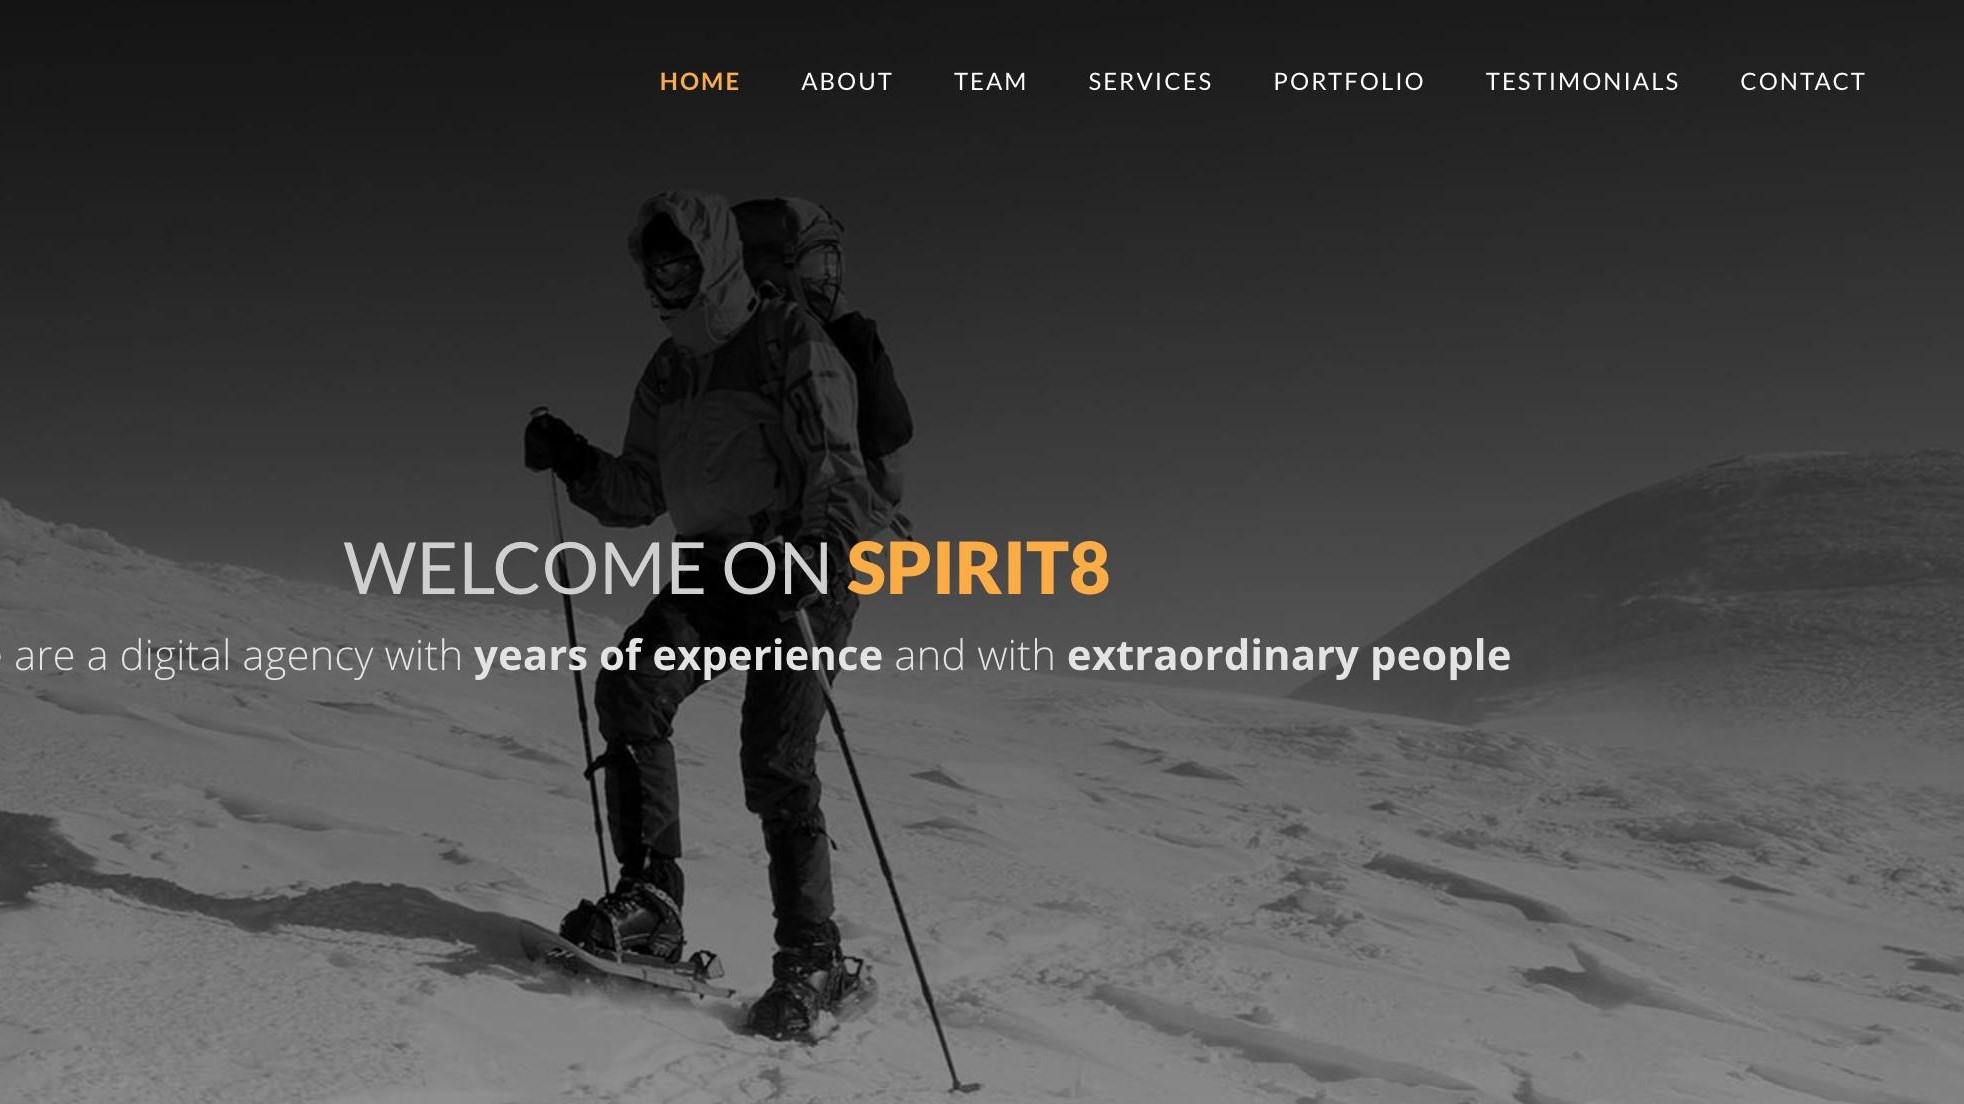 HOME ABOUT TEAM SERVICES PORTFOLIO TESTIMONIALS CONTACT
WELCOME ON SPIRIT8
are a digital agency with years of experience and with extraordinary people